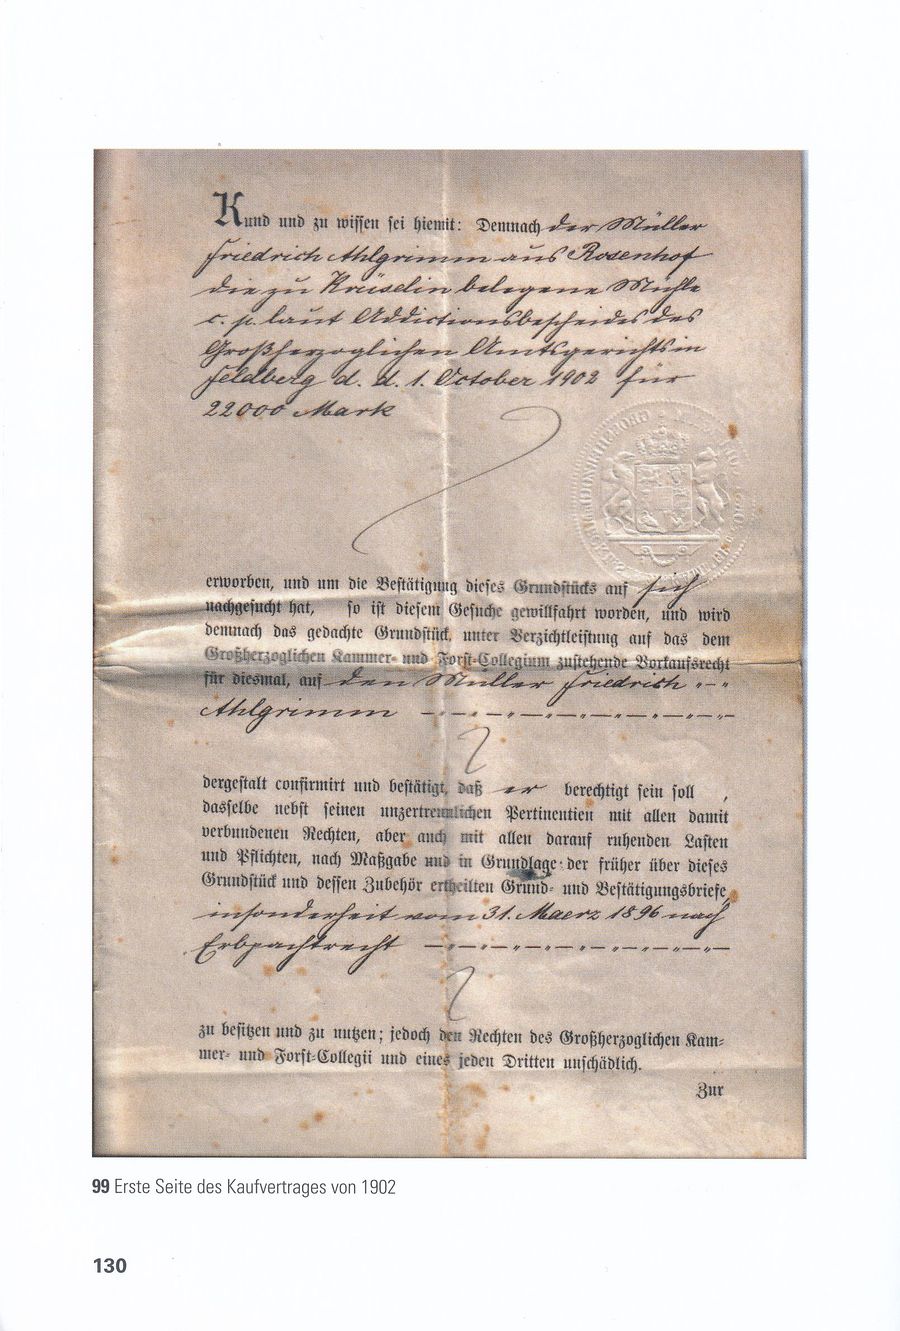 Kund und zu wissen sei hiemit: Demnach der Müller
Friedrich Ahlgrimm aus Rosenhof
die zu Krüselin belegene Mühle
c. p. laut Addictionsbescheides des
Großherzoglichen Amtsgerichts in
Feldberg d. d. 1. October 1902 für
22000 Mark
erworben, und um die Bestätigung dieses Grundstücks auf sich
nachgesucht hat, so ist diesem Gesuche gewillfahrt worden, und wird
demnach das gedachte Grundstück, unter Verzichtleistung auf das dem
Großherzoglichen Kammer- und Forst-Collegium zustehende Vorkaufsrecht
für diesmal, auf den Müller Friedrich
Ahlgrimm
dergestalt confirmirt und bestätigt, daß er berechtigt sein soll ,
dasselbe nebst seinen unzertrennlichen Pertinentien mit allen damit
verbundenen Rechten, aber auch mit allen darauf ruhenden Lasten
und Pflichten, nach Maßgabe und in Grundlage der früher über dieses
Grundstück und dessen Zubehör ertheilten Grund- und Bestätigungsbriefe,
insonderheit vom 31. Maerz 1896 nach
Erbpachtrecht
zu besitzen und zu nutzen; jedoch den Rechten des Großherzoglichen Kam-
mer- und Forst-Collegii und eines jeden Dritten unschädlich.
Zur
99 Erste Seite des Kaufvertrages von 1902
130